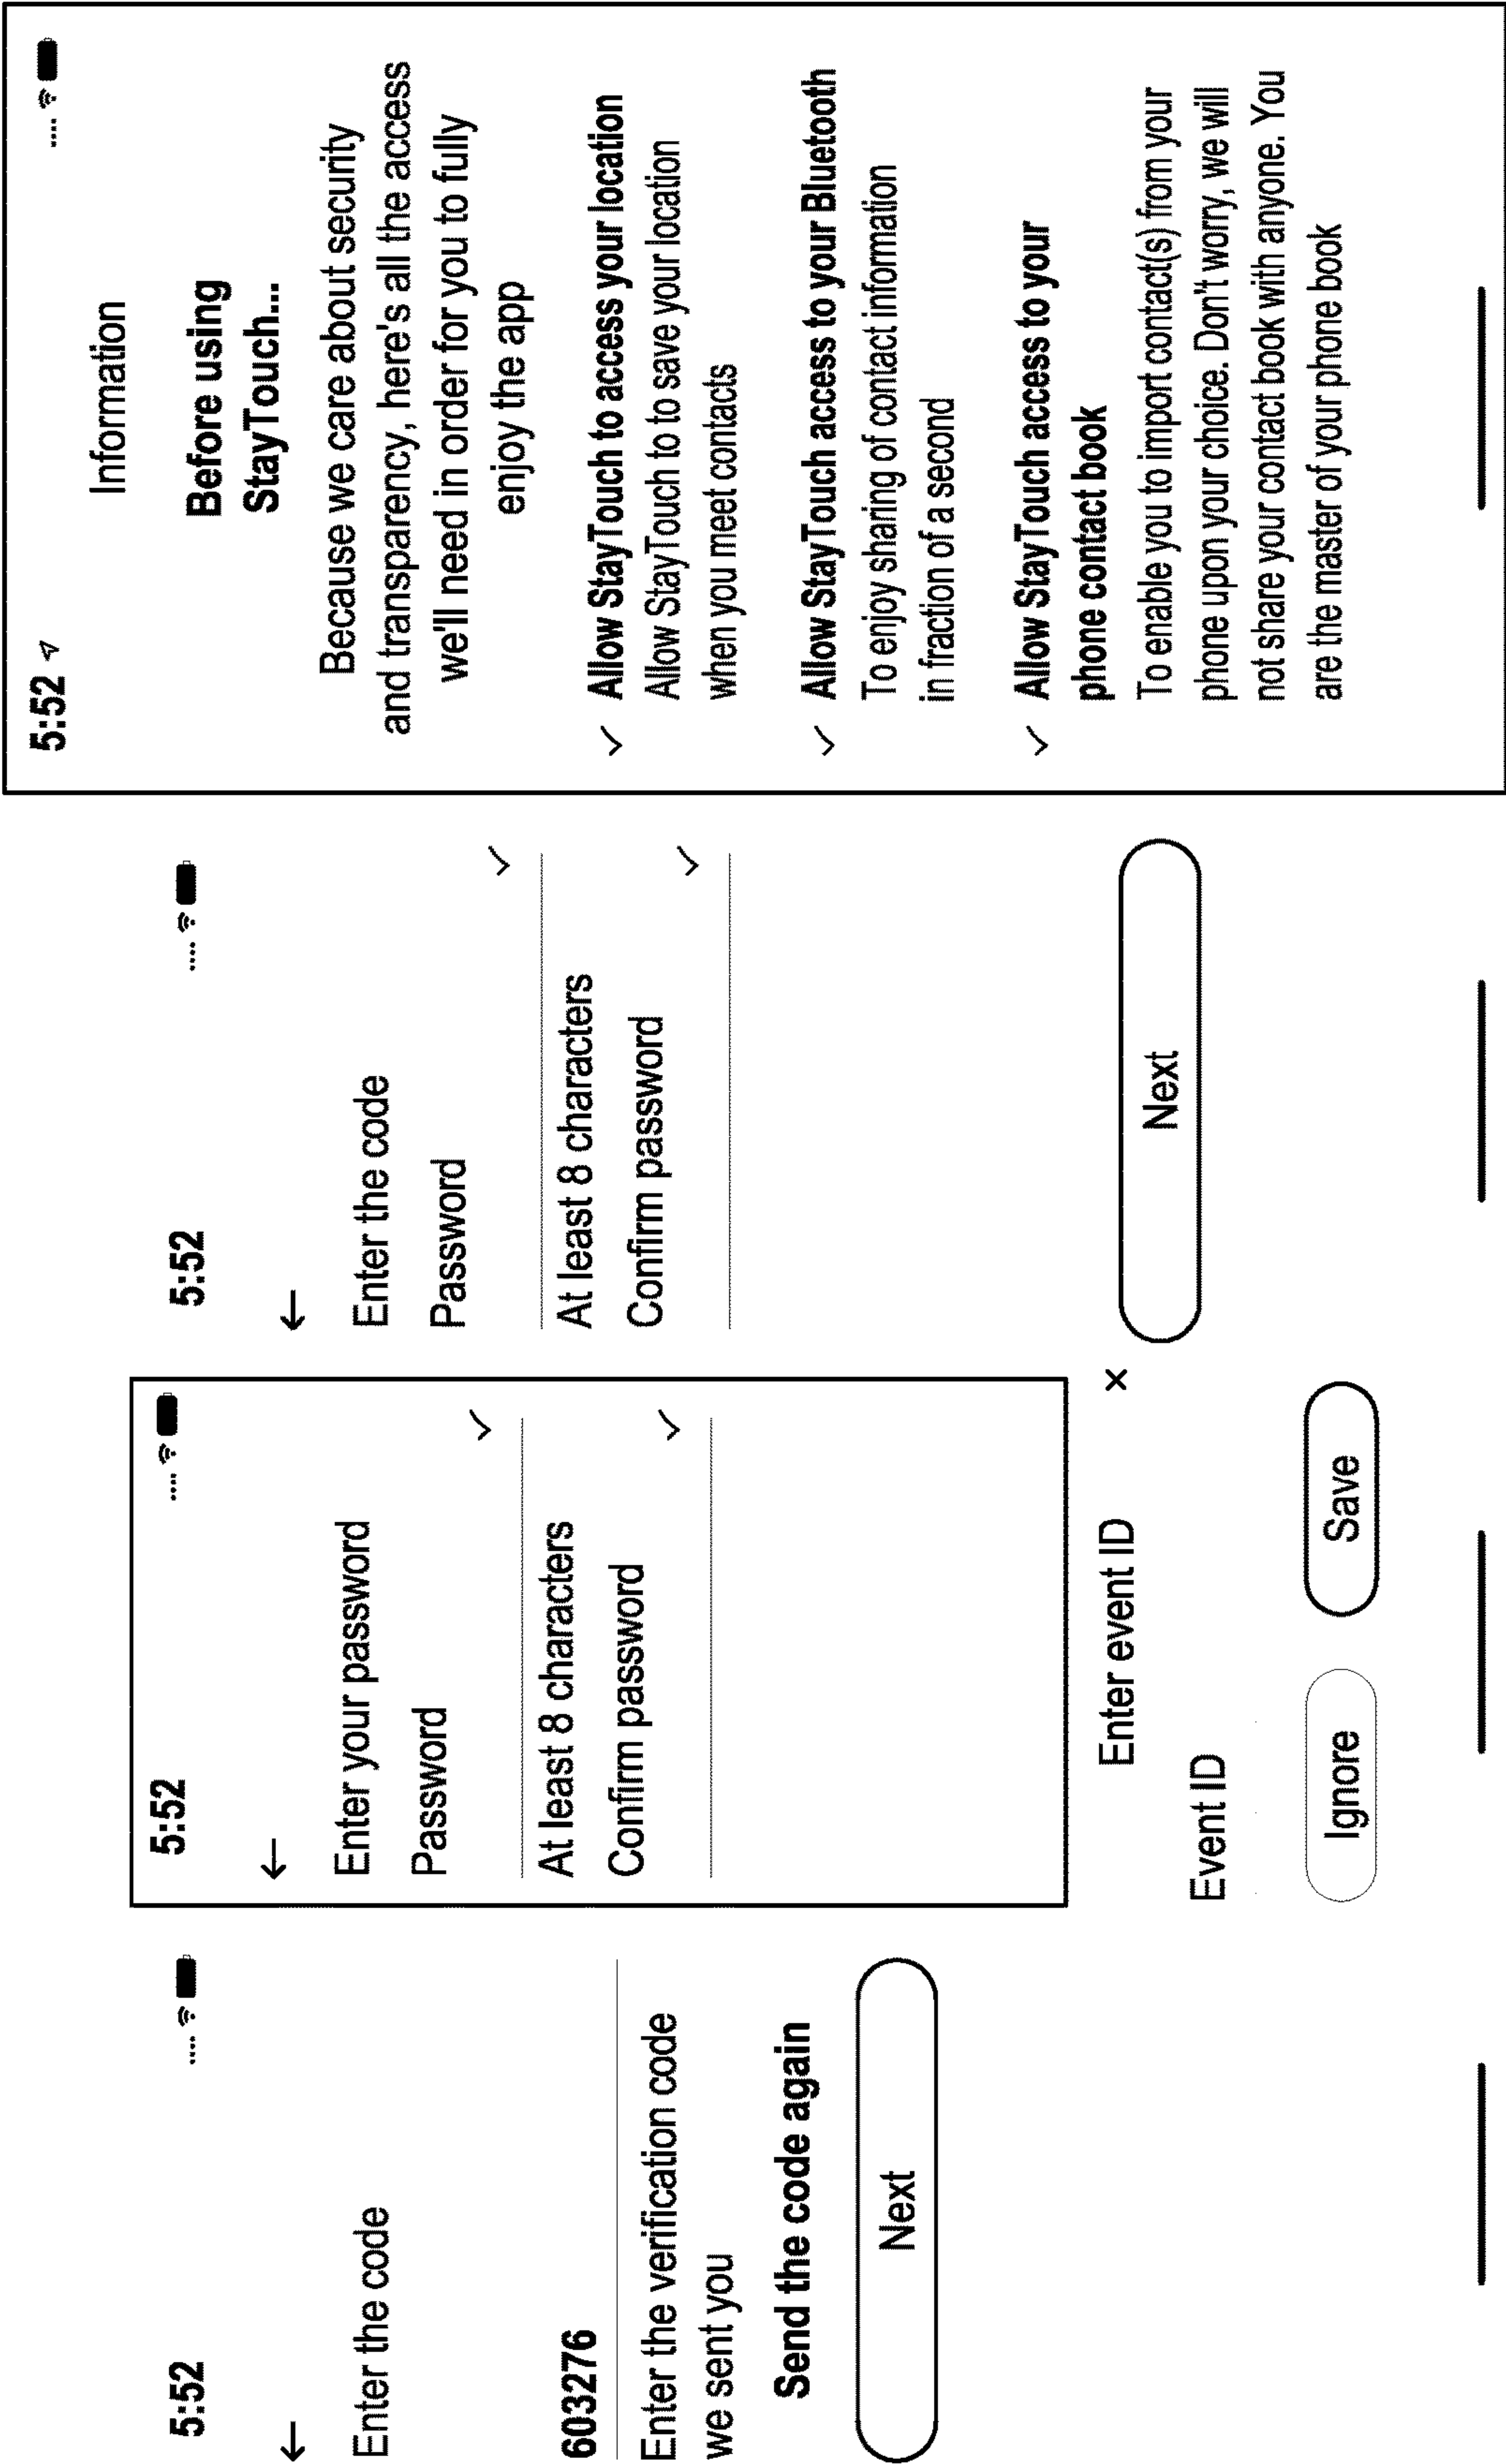 5:52
Enter the code
603276
Enter the verification code
we sent you
Send the code again
Next
5:52
Enter your password
Password
At least 8 characters
Confirm password
Enter event ID
Event ID
Ignore
Save
5:52
Enter the code
Password
At least 8 characters
Confirm password
Next
5:52
Information
Before using
StayTouch...
Because we care about security
and transparency, here's all the access
we'll need in order for you to fully
enjoy the app
Allow StayTouch to access your location
Allow StayTouch to to save your location
when you meet contacts
Allow StayTouch access to your Bluetooth
To enjoy sharing of contact information
in fraction of a second
Allow StayTouch access to your
phone contact book
To enable you to import contact(s) from your
phone upon your choice. Don't worry, we will
not share your contact book with anyone. You
are the master of your phone book